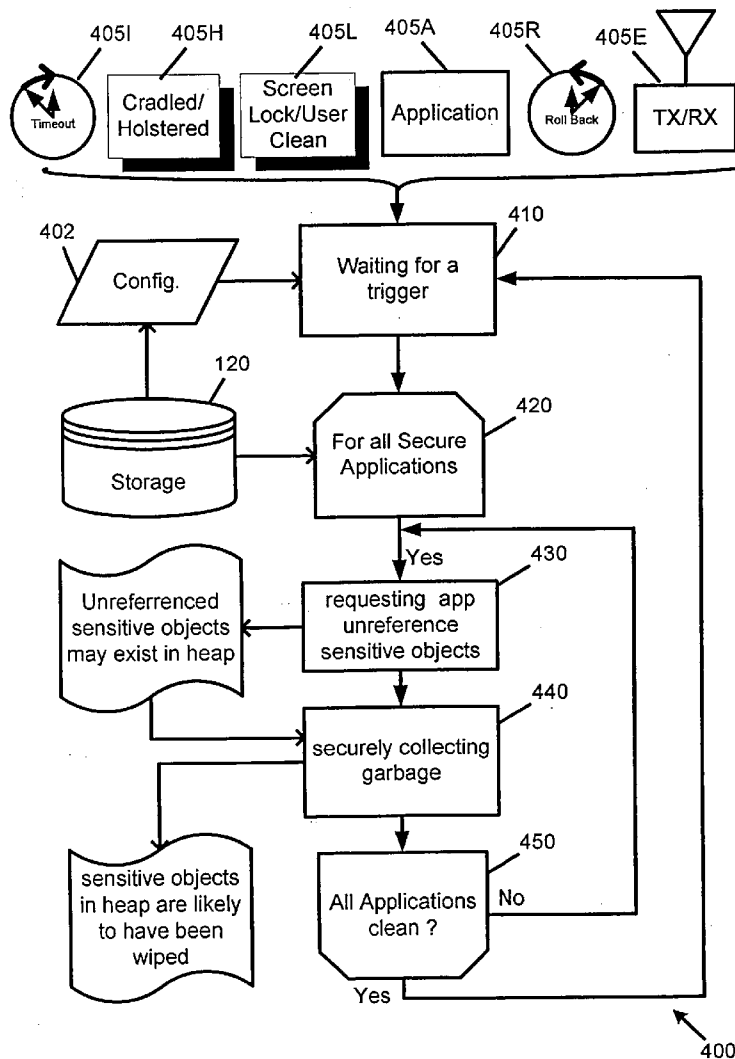 405I
405H
405L
405A
405R
405E
Timeout
Cradled/
Holstered
Screen
Lock/User
Clean
Application
Roll Back
TX/RX
402
410
Config.
Waiting for a
trigger
120
Storage
420
For all Secure
Applications
Yes
430
Unreferrenced
sensitive objects
may exist in heap
requesting app
unreference
sensitive objects
440
securely collecting
garbage
450
sensitive objects
in heap are likely
to have been
wiped
All Applications
clean ?
No
Yes
400